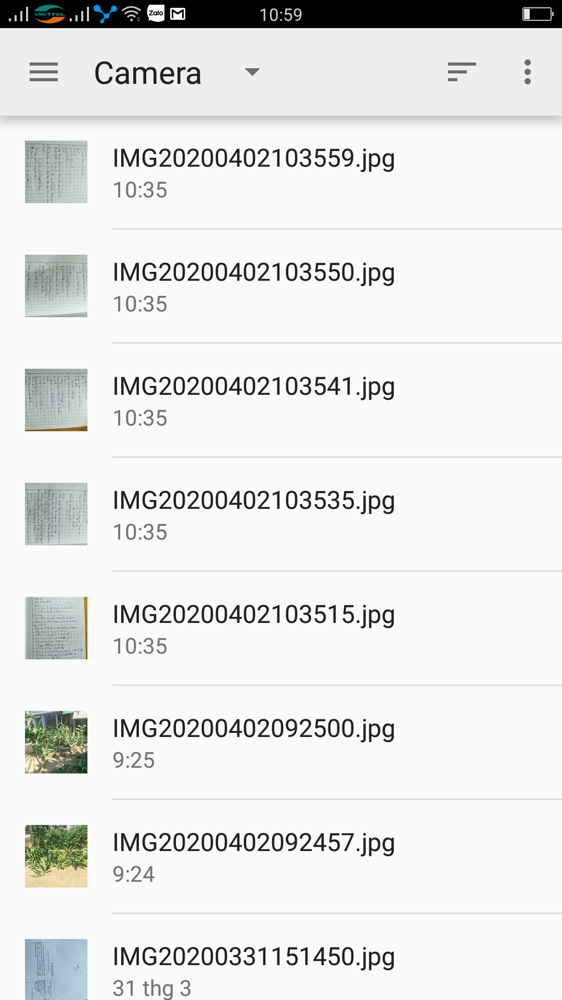 VIETTEL
Zalo
10:59
Camera
IMG20200402103559.jpg
10:35
IMG20200402103550.jpg
10:35
IMG20200402103541.jpg
10:35
IMG20200402103535.jpg
10:35
IMG20200402103515.jpg
10:35
IMG20200402092500.jpg
9:25
IMG20200402092457.jpg
9:24
IMG20200331151450.jpg
31 thg 3